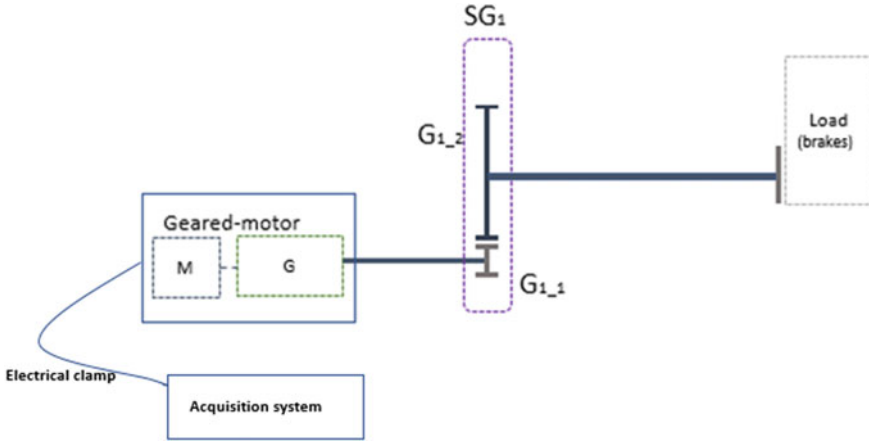 SG₁
G₁_₂
Load
(brakes)
Geared-motor
M
G
G₁_₁
Electrical clamp
Acquisition system